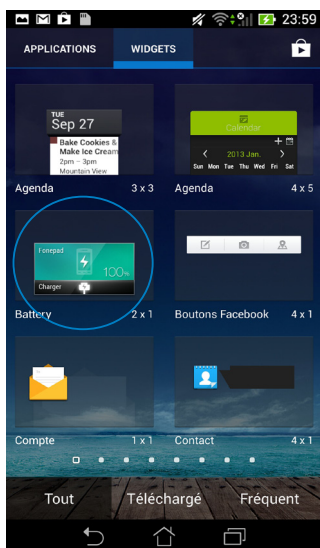 23:59
APPLICATIONS WIDGETS
TUE
Sep 27
Bake Cookies &
Make Ice Cream
2pm – 3pm
Mountain View
Agenda 3 x 3
Calendar
2013 Jan.
Sun Mon Tue The Wed Fri Sat
Agenda 4 x 5
Fonepad
100%
Charger
Battery 2 x 1
Boutons Facebook 4 x 1
Compte 1 x 1
Contact 4 x 1
Tout Téléchargé Fréquent